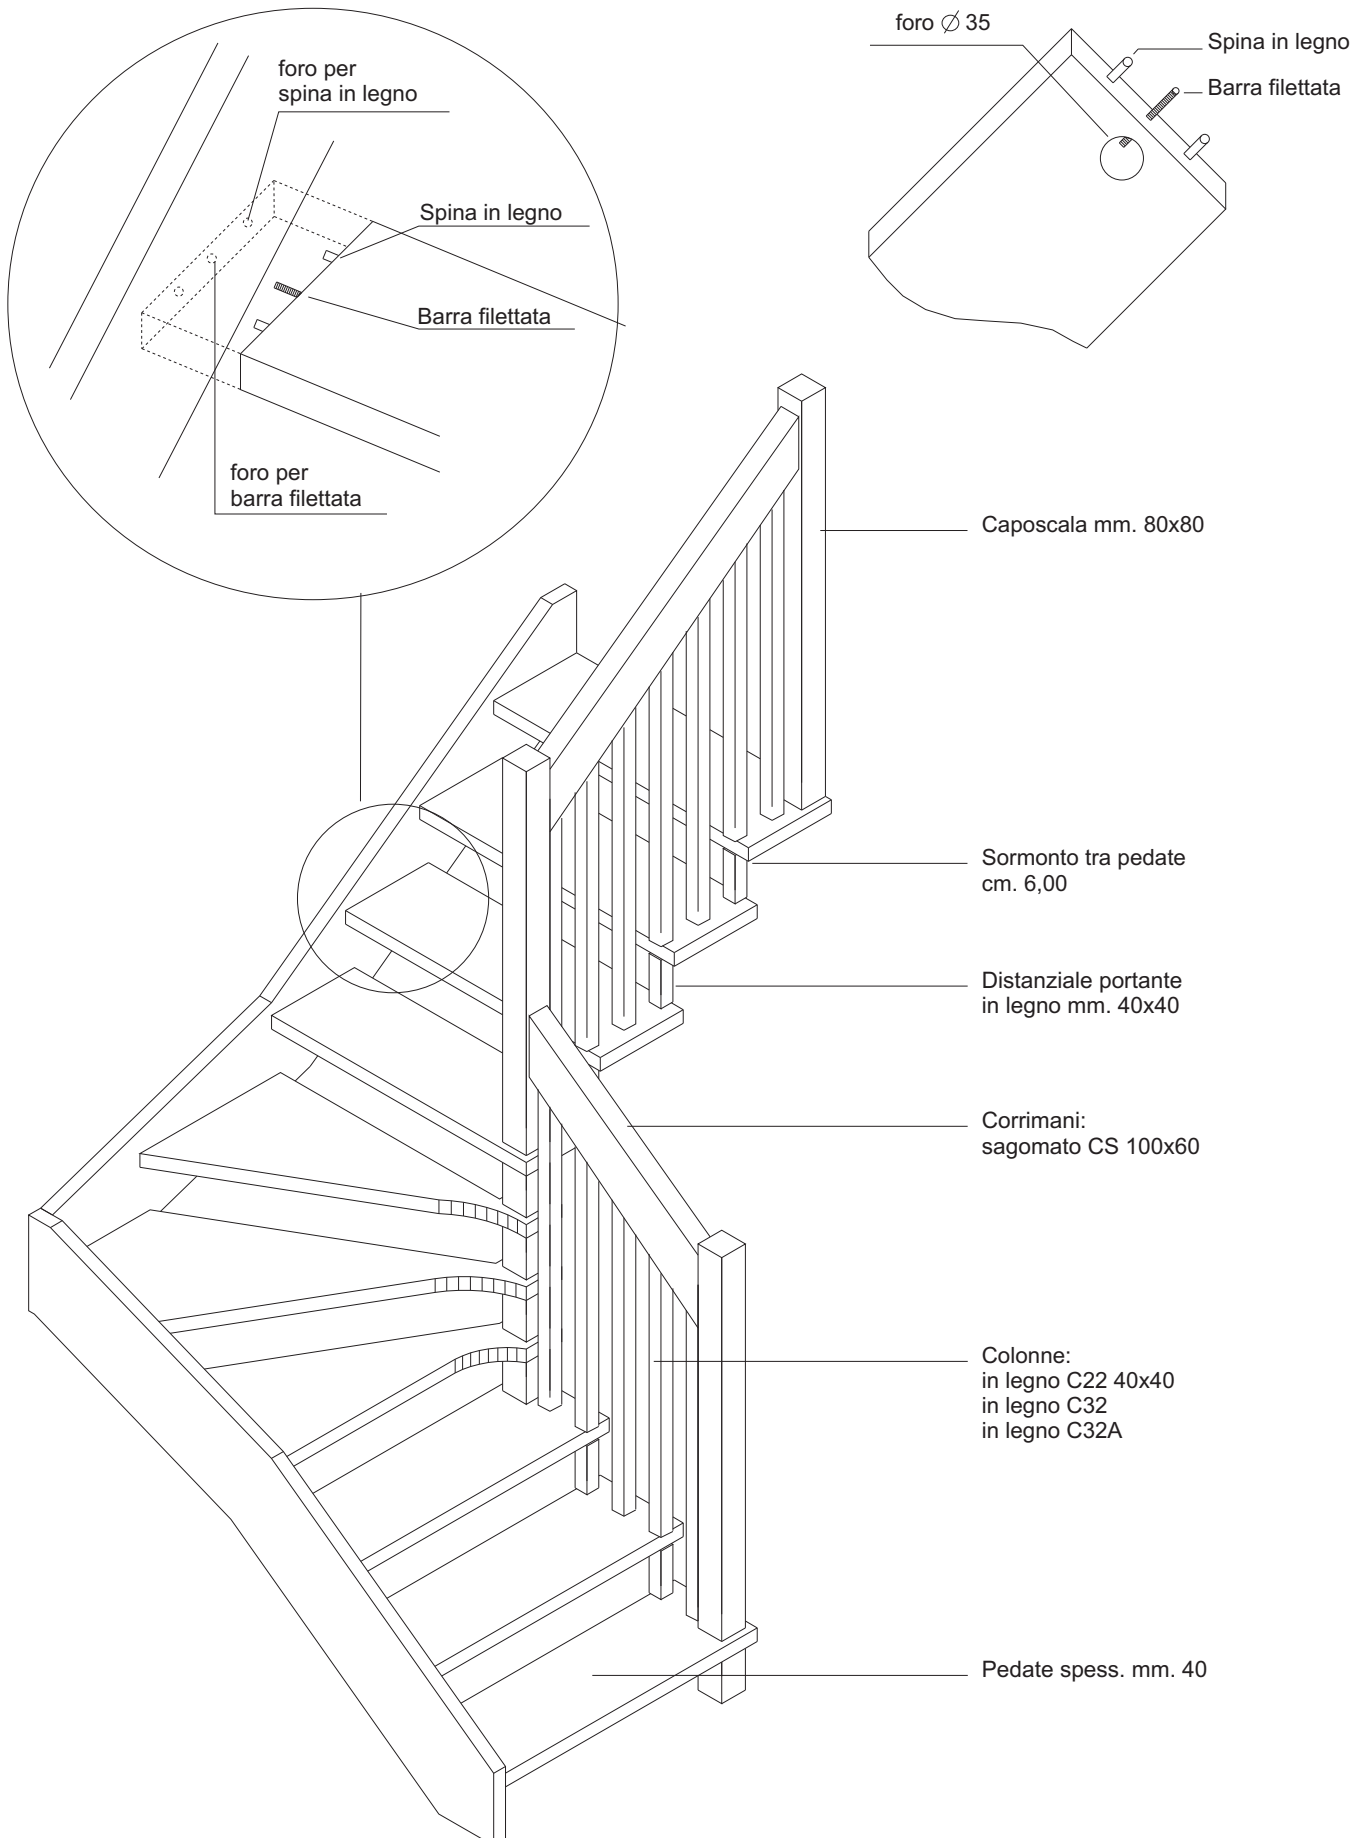 foro per
spina in legno
Spina in legno
Barra filettata
foro per
barra filettata
foro ∅ 35
Spina in legno
Barra filettata
Caposcala mm. 80x80
Sormonto tra pedate
cm. 6,00
Distanziale portante
in legno mm. 40x40
Corrimani:
sagomato CS 100x60
Colonne:
in legno C22 40x40
in legno C32
in legno C32A
Pedate spess. mm. 40